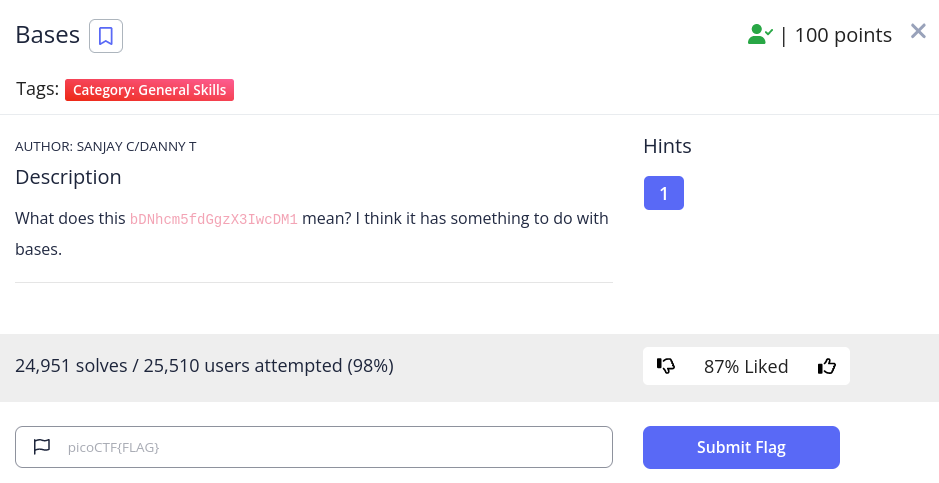 Bases
| 100 points
Tags: Category: General Skills
AUTHOR: SANJAY C/DANNY T
Description
What does this bDNhcm5fdGgzX3IwcDM1 mean? I think it has something to do with
bases.
Hints
1
24,951 solves / 25,510 users attempted (98%)
87% Liked
picoCTF{FLAG}
Submit Flag